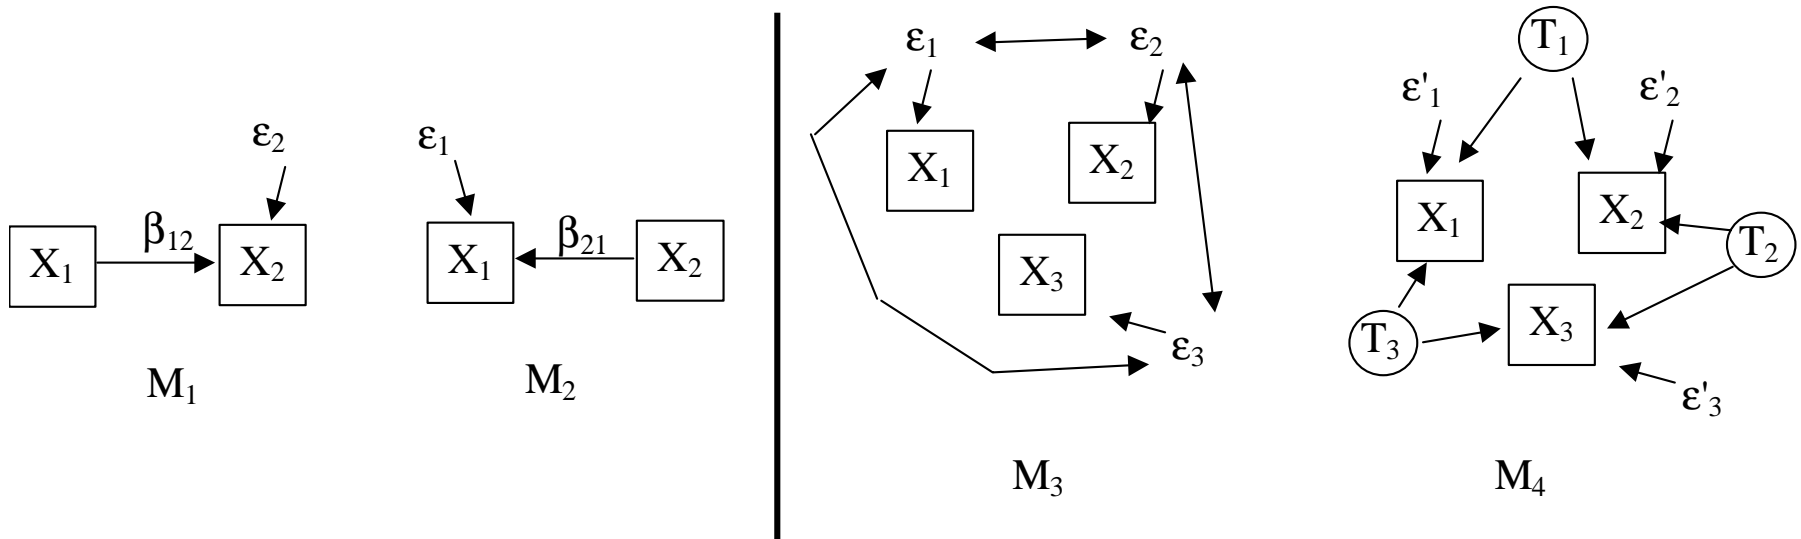 X₁
β₁₂
ε₂
X₂
M₁
ε₁
X₁
β₂₁
X₂
M₂
ε₁
ε₂
X₁
X₂
X₃
ε₃
M₃
T₁
ε'₁
ε'₂
X₁
X₂
T₂
T₃
X₃
ε'₃
M₄